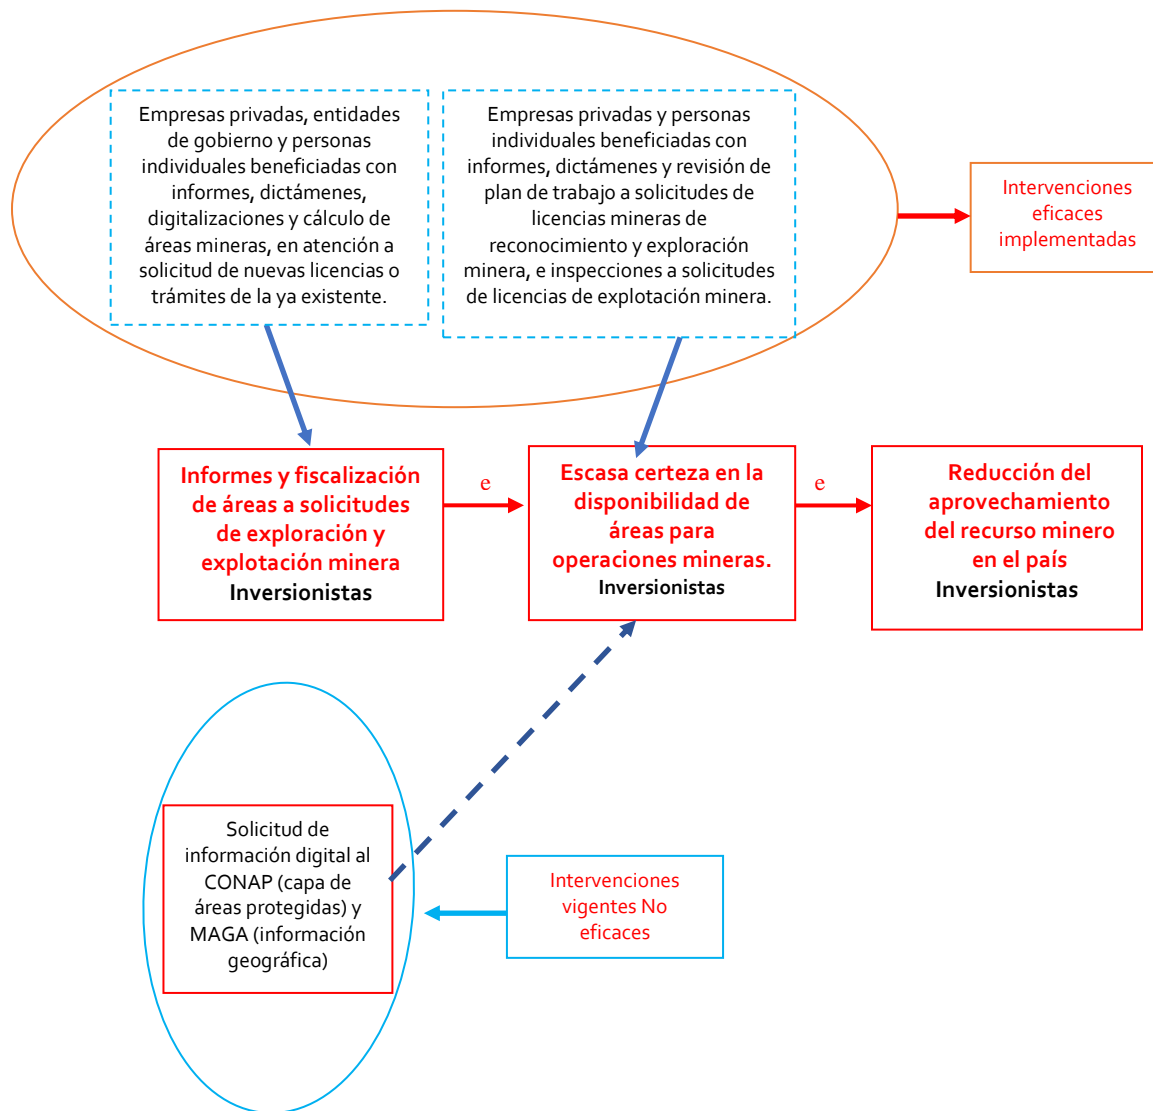 Empresas privadas, entidades
de gobierno y personas
individuales beneficiadas con
informes, dictámenes,
digitalizaciones y cálculo de
áreas mineras, en atención a
solicitud de nuevas licencias o
trámites de la ya existente.
Empresas privadas y personas
individuales beneficiadas con
informes, dictámenes y revisión de
plan de trabajo a solicitudes de
licencias mineras de
reconocimiento y exploración
minera, e inspecciones a solicitudes
de licencias de explotación minera.
Intervenciones
eficaces
implementadas
Informes y fiscalización
de áreas a solicitudes
de exploración y
explotación minera
Inversionistas
e
Escasa certeza en la
disponibilidad de
áreas para
operaciones mineras.
Inversionistas
e
Reducción del
aprovechamiento
del recurso minero
en el país
Inversionistas
Solicitud de
información digital al
CONAP (capa de
áreas protegidas) y
MAGA (información
geográfica)
Intervenciones
vigentes No
eficaces